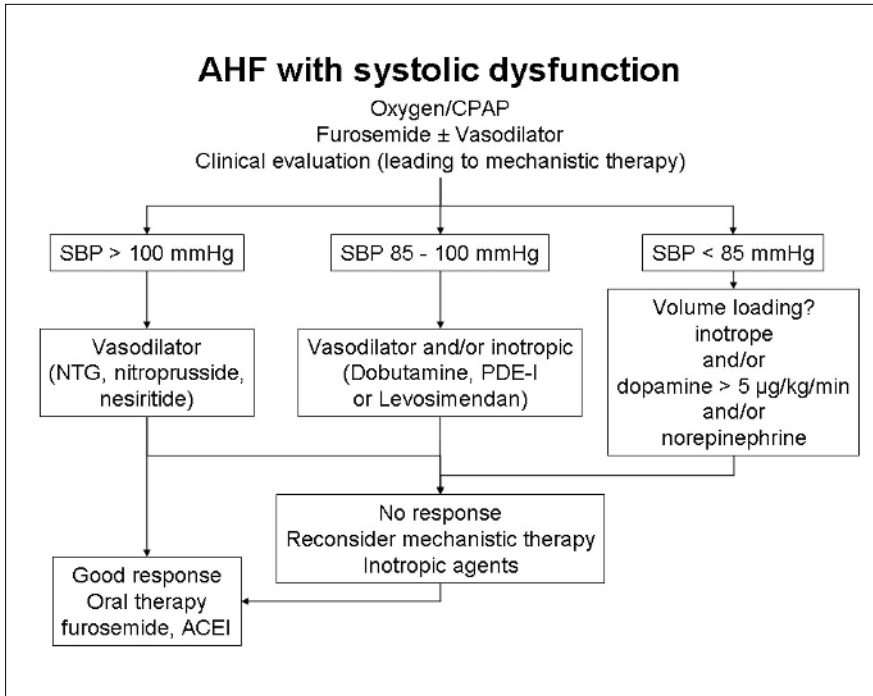 AHF with systolic dysfunction
Oxygen/CPAP
Furosemide ± Vasodilator
Clinical evaluation (leading to mechanistic therapy)
SBP > 100 mmHg
SBP 85 - 100 mmHg
SBP < 85 mmHg
Vasodilator
(NTG, nitroprusside,
nesiritide)
Vasodilator and/or inotropic
(Dobutamine, PDE-I
or Levosimendan)
Volume loading?
inotrope
and/or
dopamine > 5 µg/kg/min
and/or
norepinephrine
No response
Reconsider mechanistic therapy
Inotropic agents
Good response
Oral therapy
furosemide, ACEI